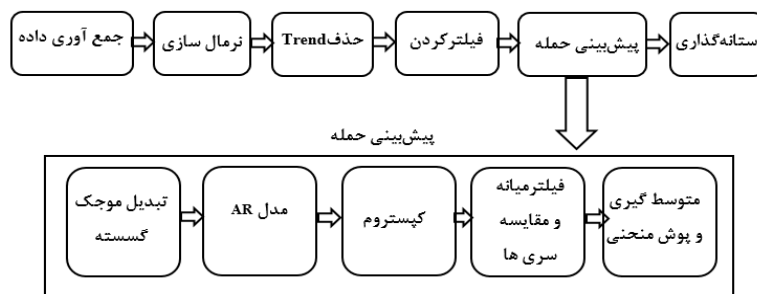 جمع آوری داده
نرمال سازی
حذفTrend
فیلترکردن
پیش‌بینی حمله
ستانه‌گذاری
پیش‌بینی حمله
تبدیل موجک
گسسته
مدل AR
کپستروم
فیلترمیانه
و مقایسه
سری ها
متوسط گیری
و پوش منحنی